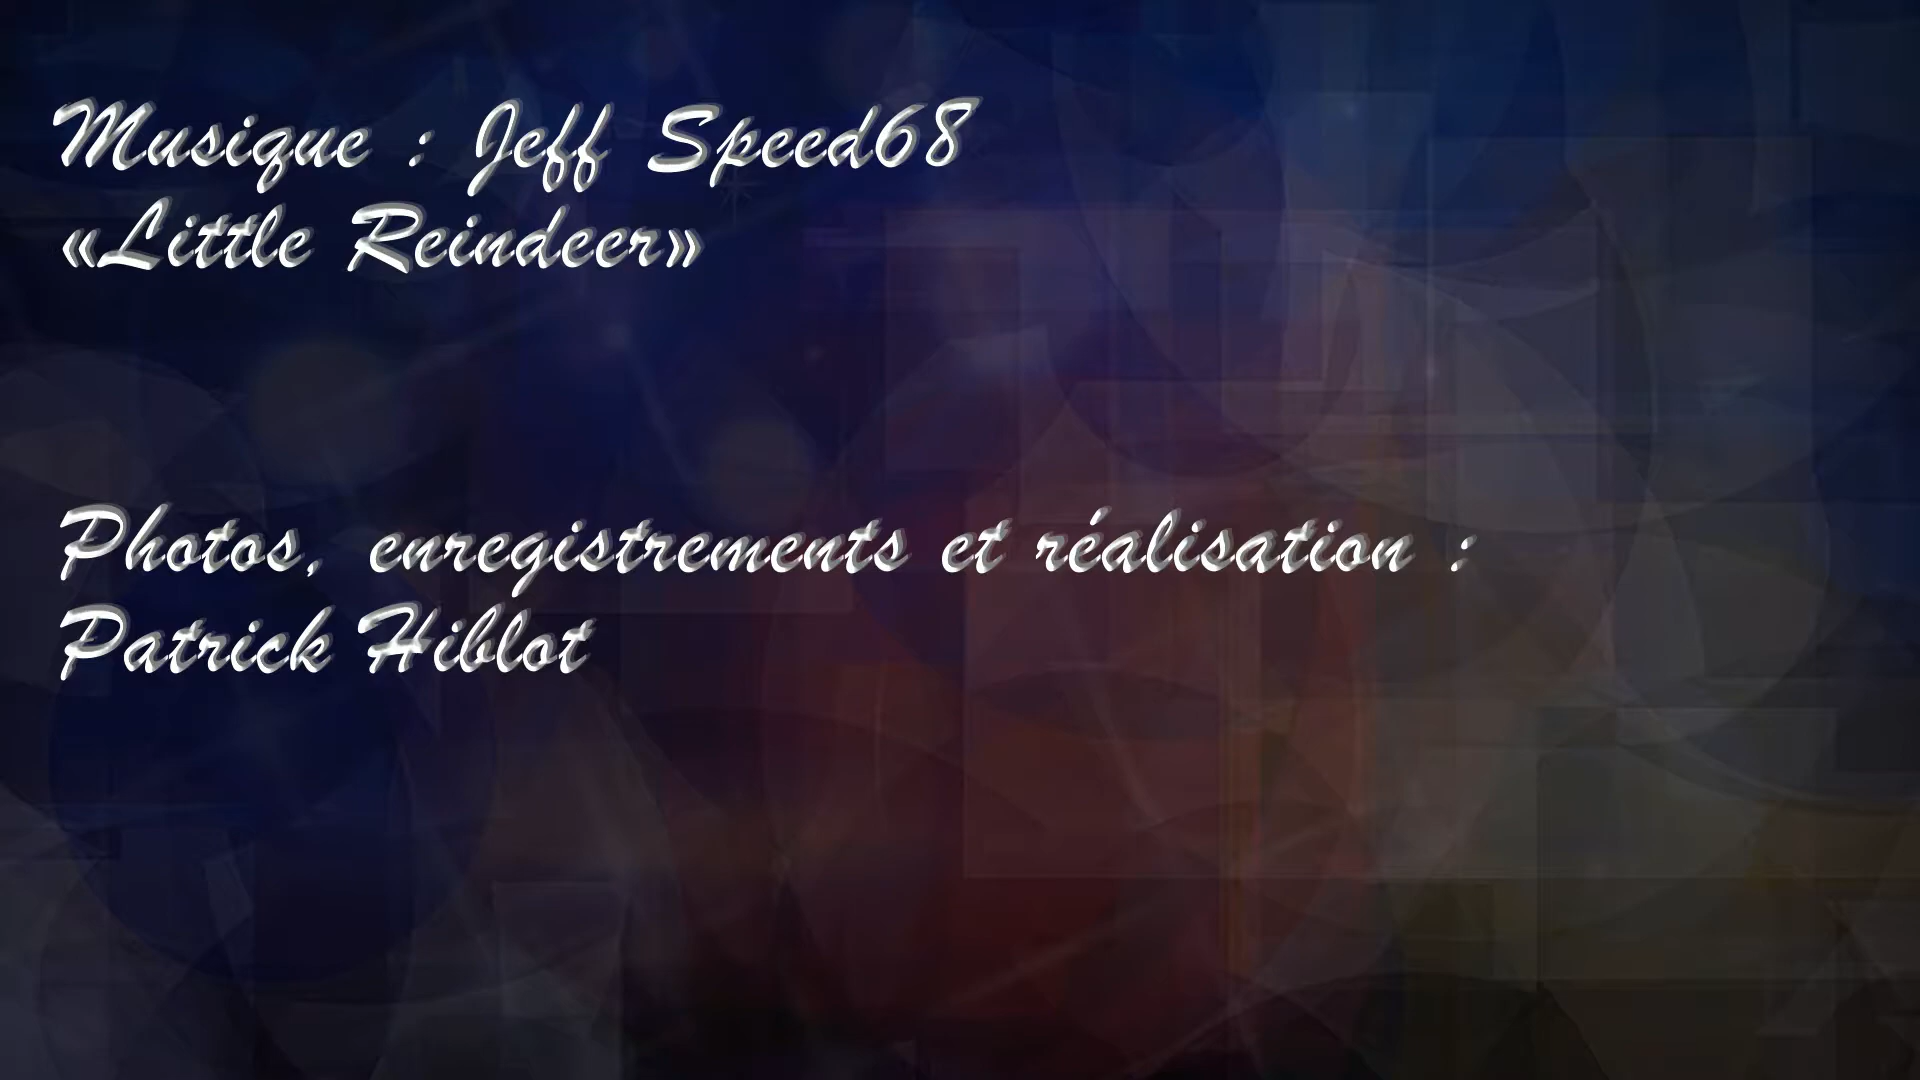 Musique : Jeff Speed68
«Little Reindeer»
Photos, enregistrements et réalisation :
Patrick Hiblot